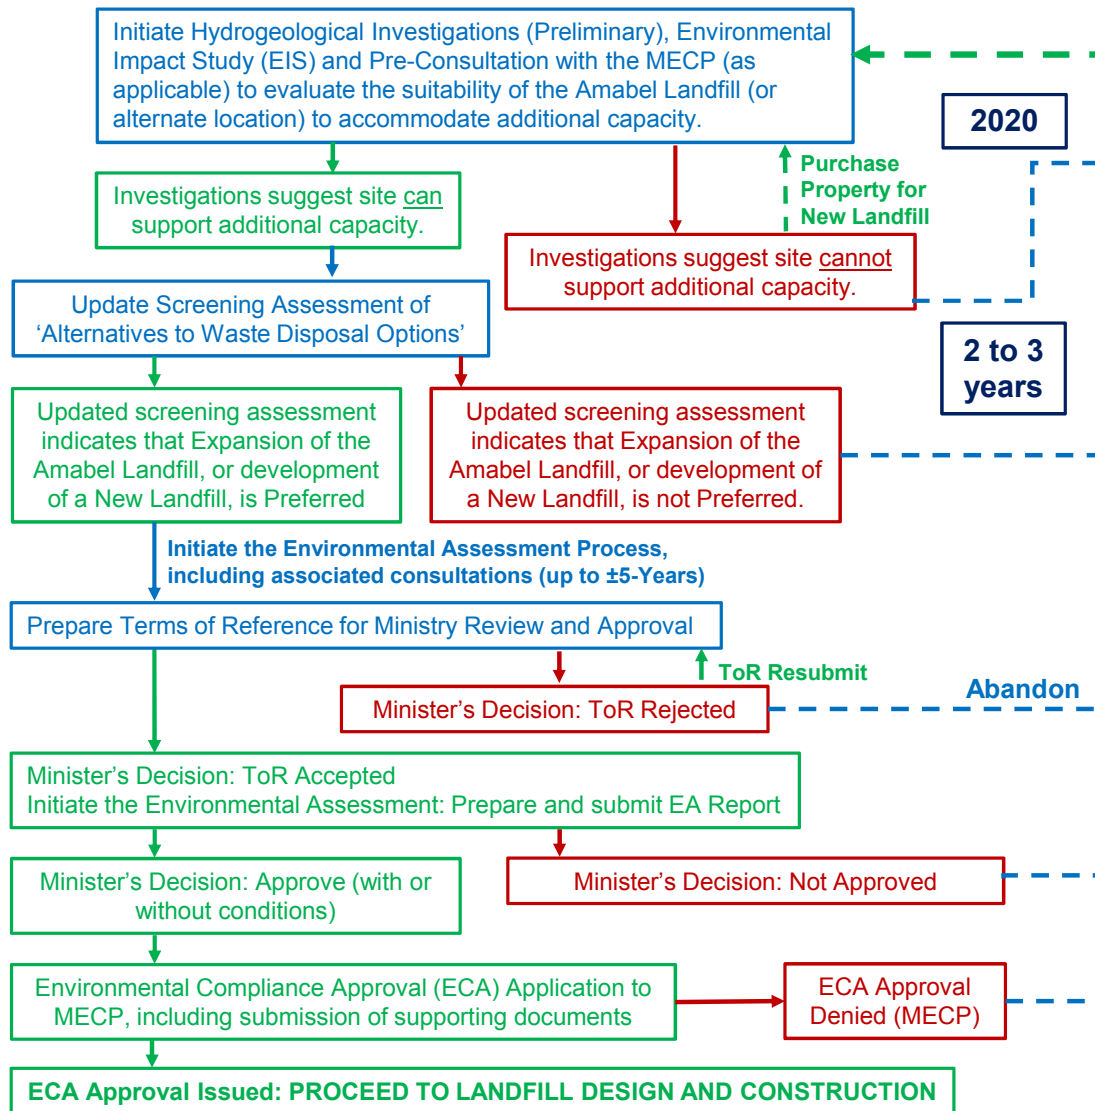 Initiate Hydrogeological Investigations (Preliminary), Environmental
Impact Study (EIS) and Pre-Consultation with the MECP (as
applicable) to evaluate the suitability of the Amabel Landfill (or
alternate location) to accommodate additional capacity.
2020
Purchase
Property for
New Landfill
Investigations suggest site can
support additional capacity.
Investigations suggest site cannot
support additional capacity.
Update Screening Assessment of
‘Alternatives to Waste Disposal Options’
2 to 3
years
Updated screening assessment
indicates that Expansion of the
Amabel Landfill, or development
of a New Landfill, is Preferred
Updated screening assessment
indicates that Expansion of the
Amabel Landfill, or development of
a New Landfill, is not Preferred.
Initiate the Environmental Assessment Process,
including associated consultations (up to ±5-Years)
Prepare Terms of Reference for Ministry Review and Approval
ToR Resubmit
Minister’s Decision: ToR Rejected
Abandon
Minister’s Decision: ToR Accepted
Initiate the Environmental Assessment: Prepare and submit EA Report
Minister’s Decision: Approve (with or
without conditions)
Minister’s Decision: Not Approved
Environmental Compliance Approval (ECA) Application to
MECP, including submission of supporting documents
ECA Approval
Denied (MECP)
ECA Approval Issued: PROCEED TO LANDFILL DESIGN AND CONSTRUCTION